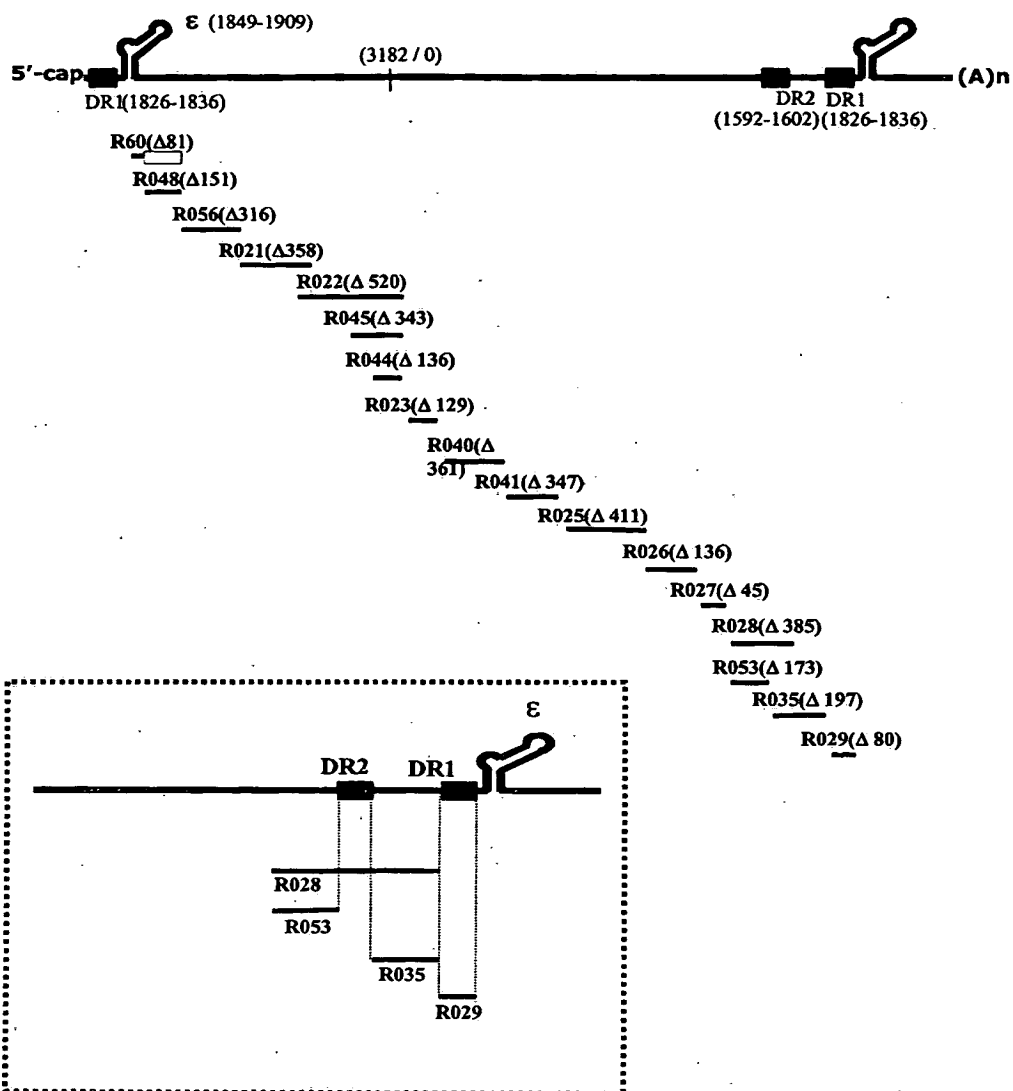 ε (1849-1909)
(3182 / 0)
5'-cap
(A)n
DR1(1826-1836)
DR2 DR1
(1592-1602)(1826-1836)
R60(Δ81)
R048(Δ151)
R056(Δ316)
R021(Δ358)
R022(Δ 520)
R045(Δ 343)
R044(Δ 136)
R023(Δ 129)
R040(Δ
361)
R041(Δ 347)
R025(Δ 411)
R026(Δ 136)
R027(Δ 45)
R028(Δ 385)
R053(Δ 173)
R035(Δ 197)
R029(Δ 80)
ε
DR2 DR1
R028
R053
R035
R029